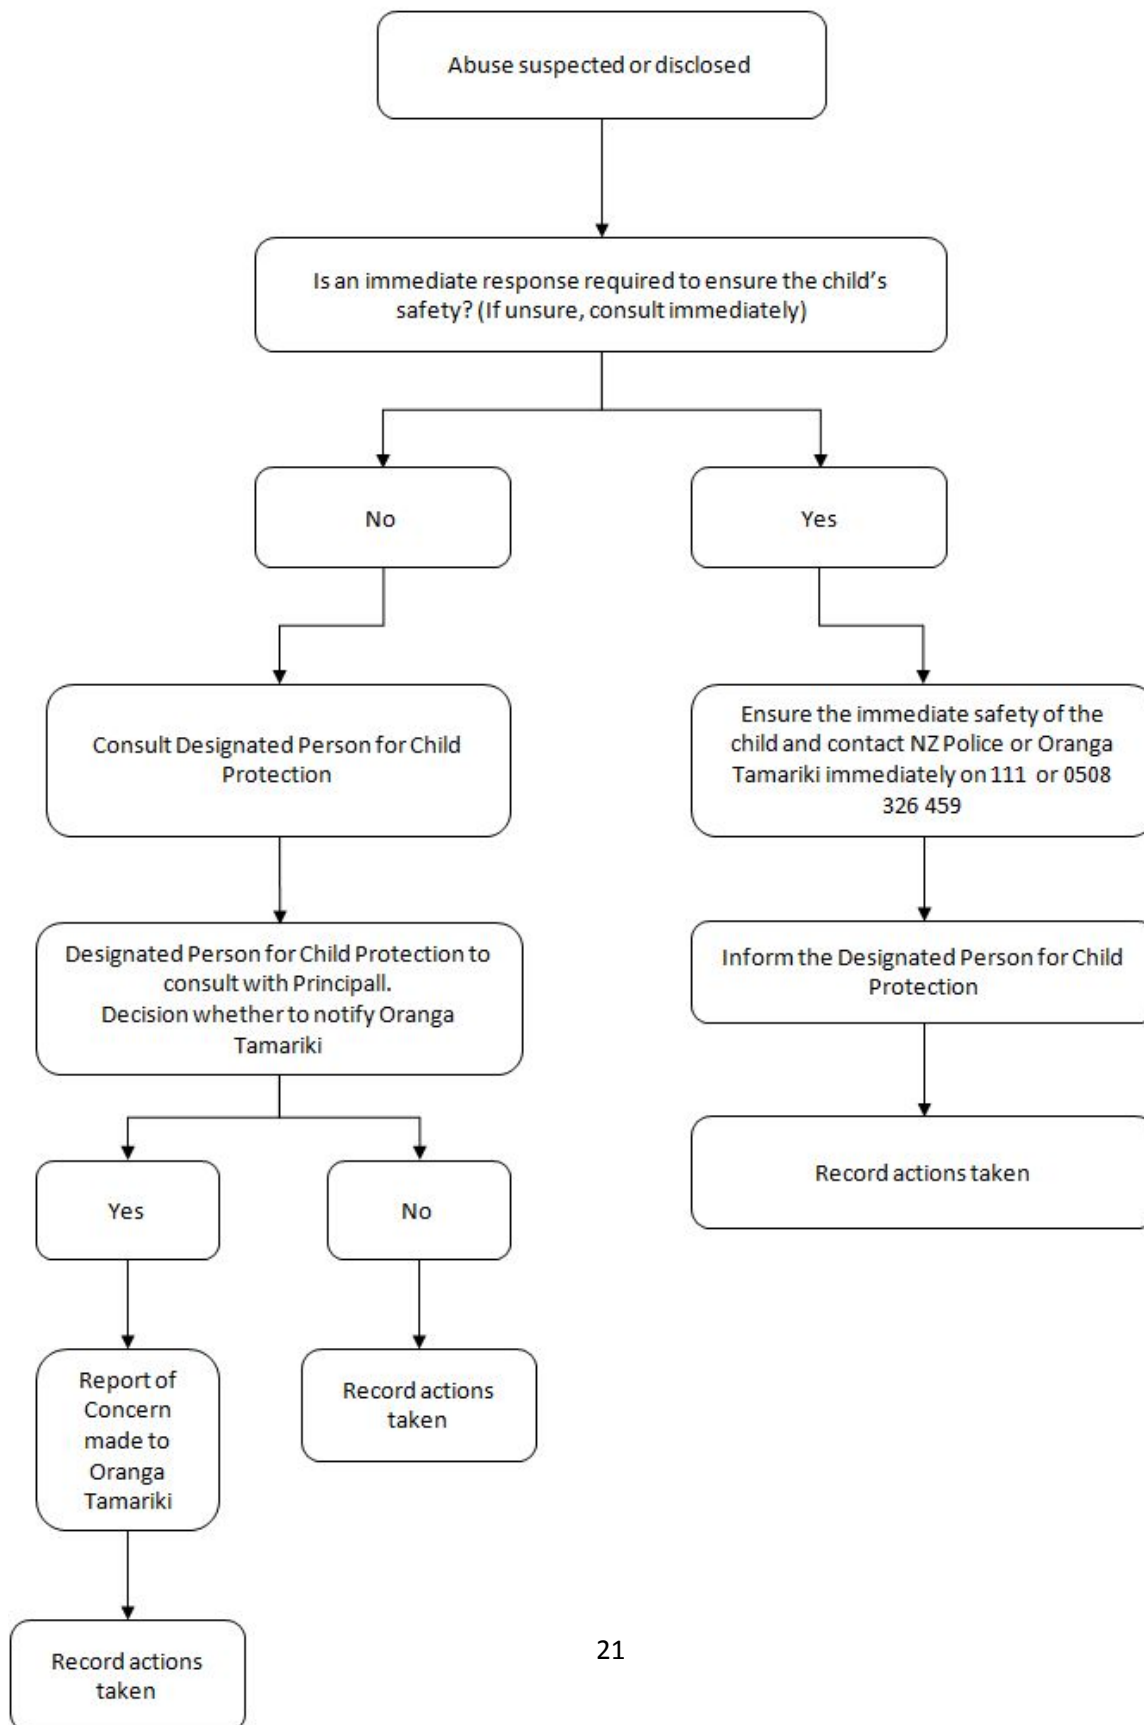 Abuse suspected or disclosed
Is an immediate response required to ensure the child's
safety? (If unsure, consult immediately)
No
Yes
Consult Designated Person for Child
Protection
Ensure the immediate safety of the
child and contact NZ Police or Oranga
Tamariki immediately on 111 or 0508
326 459
Designated Person for Child Protection to
consult with Principall.
Decision whether to notify Oranga
Tamariki
Inform the Designated Person for Child
Protection
Yes
No
Record actions taken
Report of
Concern
made to
Oranga
Tamariki
Record actions
taken
Record actions
taken
21